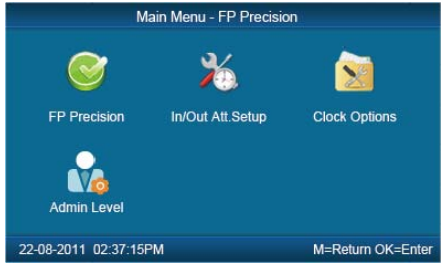 Main Menu - FP Precision
FP Precision In/Out Att.Setup Clock Options
Admin Level
22-08-2011 02:37:15PM M=Return OK=Enter